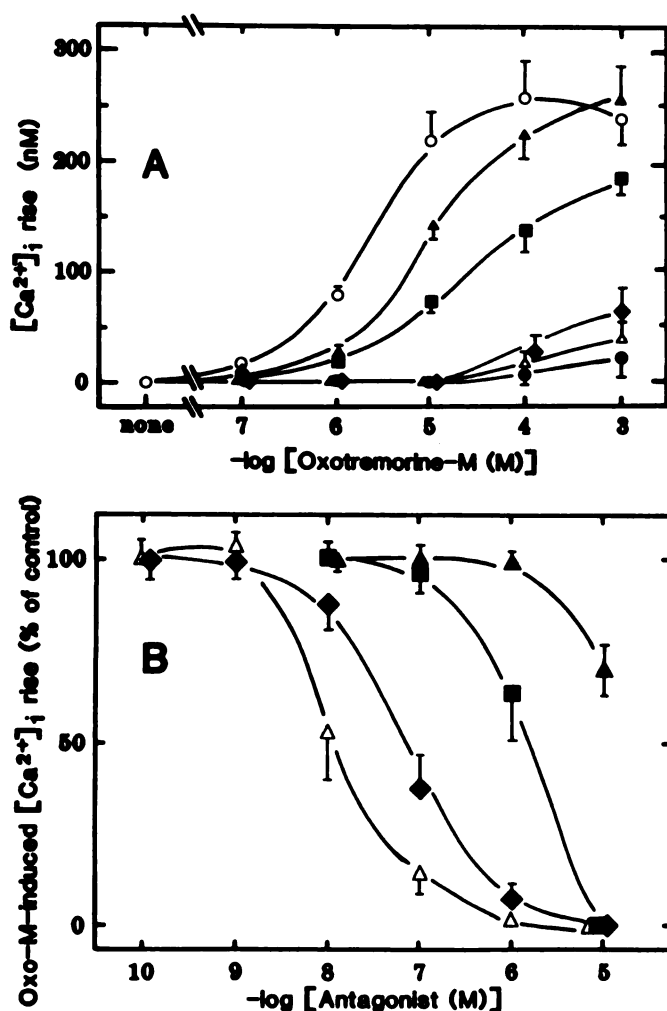 300
200
100
0
[Ca²⁺]i rise (nM)
A
none 7 6 5 4 3
-log [Oxotremorine-M (M)]
100
50
0
Oxo-M-induced [Ca²⁺]i rise (% of control)
B
10 9 8 7 6 5
-log [Antagonist (M)]